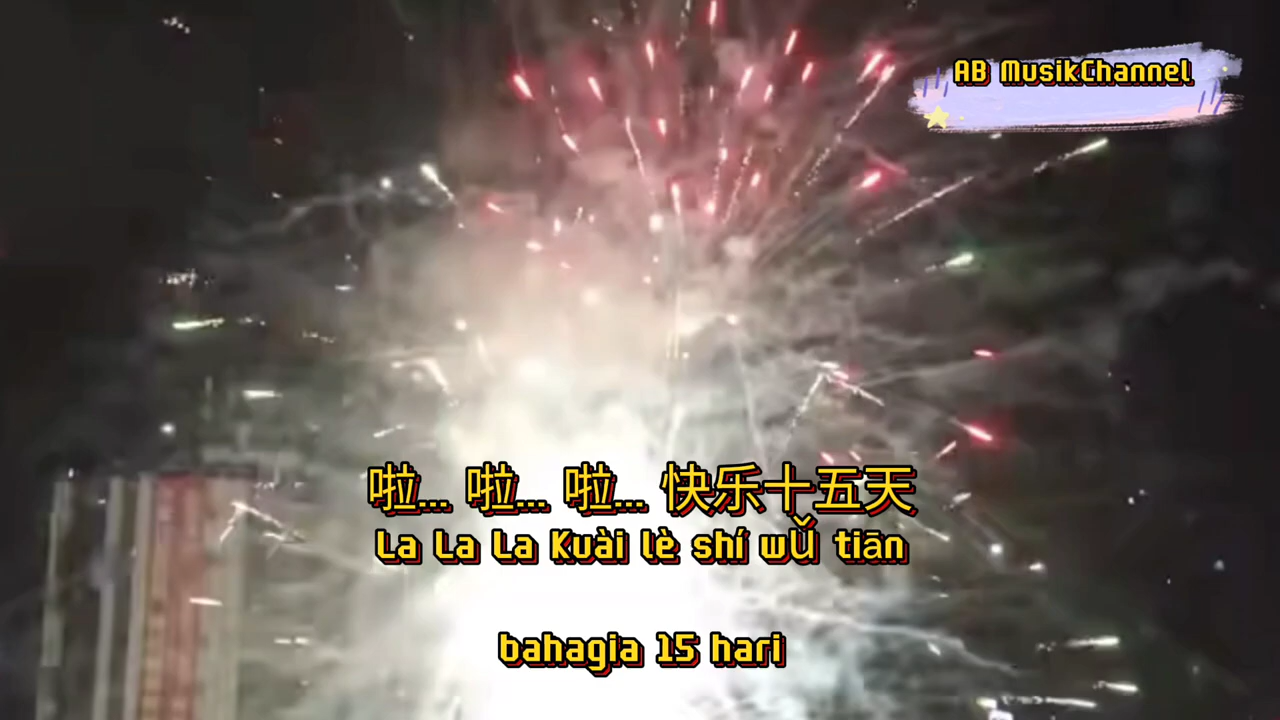 AB MusikChannel
啦... 啦... 啦... 快乐十五天
La La La Kuài lè shí wǔ tiān
bahagia 15 hari